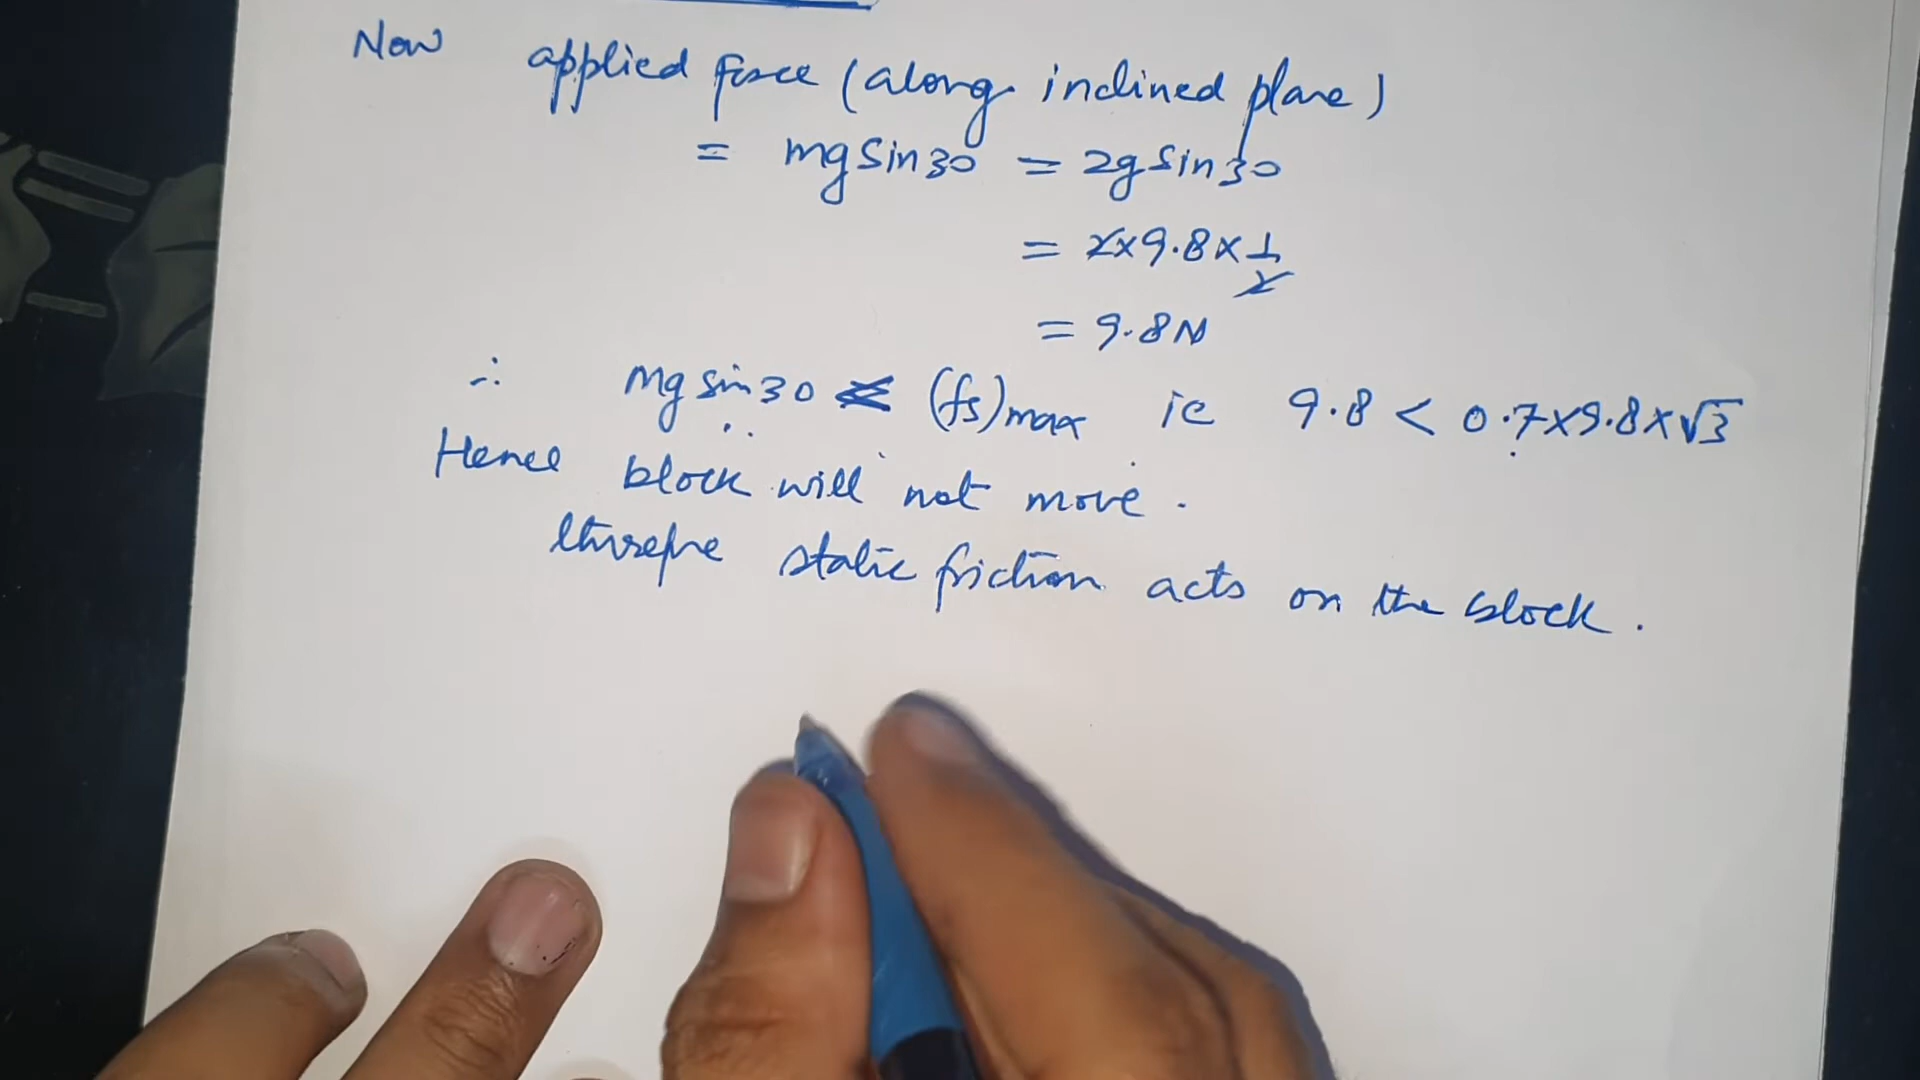 Now applied force (along inclined plane)
= mg sin 30 = 2g sin 30
= 2 × 9.8 × 1/2
= 9.8 N
∴ mg sin 30 < (fs)max ie 9.8 < 0.7×9.8×√3
Hence block will not move.
static friction acts on the block.